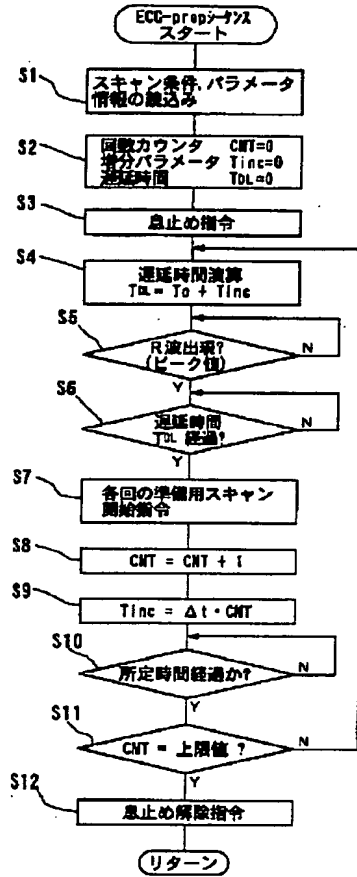 ECG-prepシーケンス
スタート
S1
スキャン条件,パラメータ
情報の読込み
S2
回数カウンタ CNT=0
増分パラメータ Tinc=0
遅延時間 TDL=0
S3
息止め指令
S4
遅延時間演算
TDL = To + Tinc
S5
R波出現?
(ピーク値)
N
Y
S6
遅延時間
TDL 経過?
N
Y
S7
各回の準備用スキャン
開始指令
S8
CNT = CNT + 1
S9
Tinc = Δt・CNT
S10
所定時間経過か?
N
Y
S11
CNT = 上限値 ?
N
Y
S12
息止め解除指令
リターン